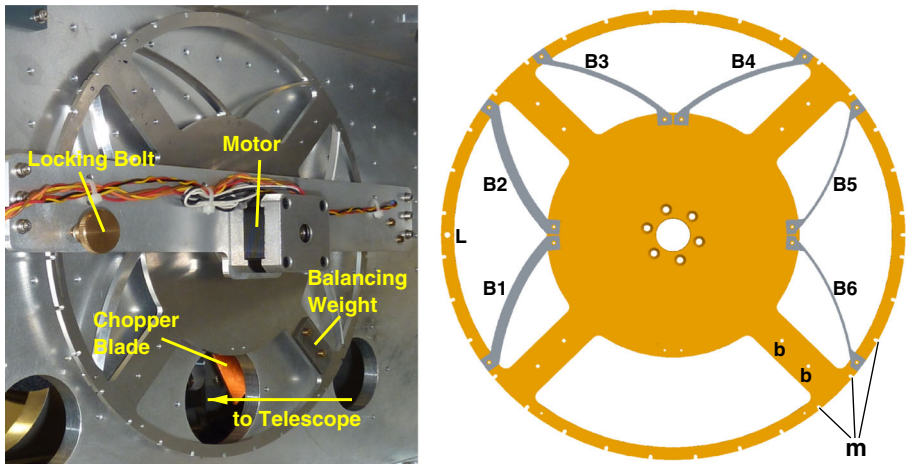 Locking Bolt
Motor
Balancing
Weight
Chopper
Blade
to Telescope
B3
B4
B2
B5
L
B1
B6
b
b
m